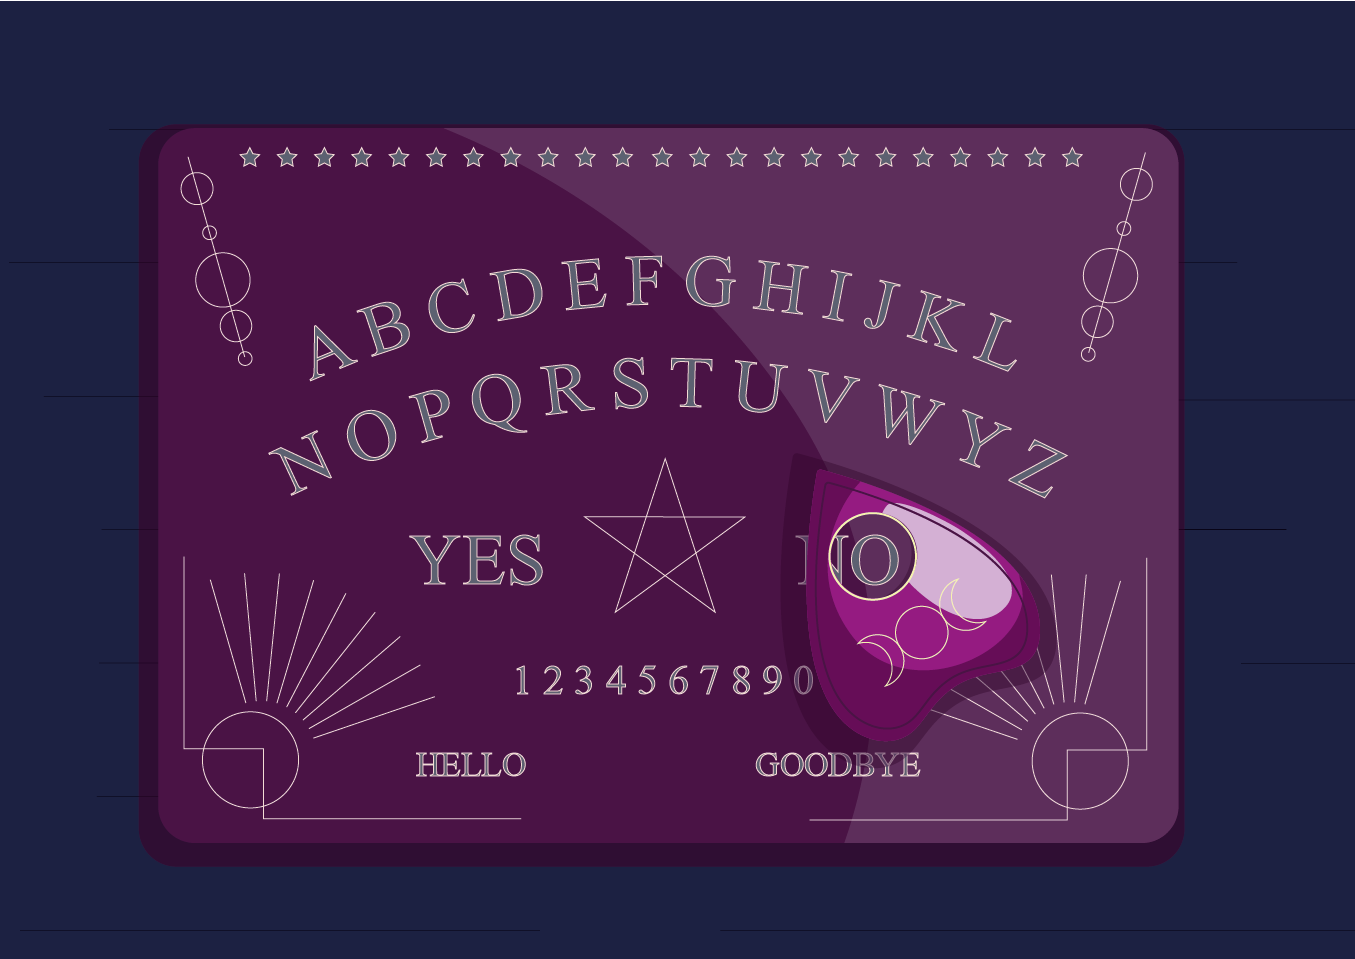 A B C D E F G H I J K L
N O P Q R S T U V W Y Z
YES NO
1 2 3 4 5 6 7 8 9 0
HELLO GOODBYE